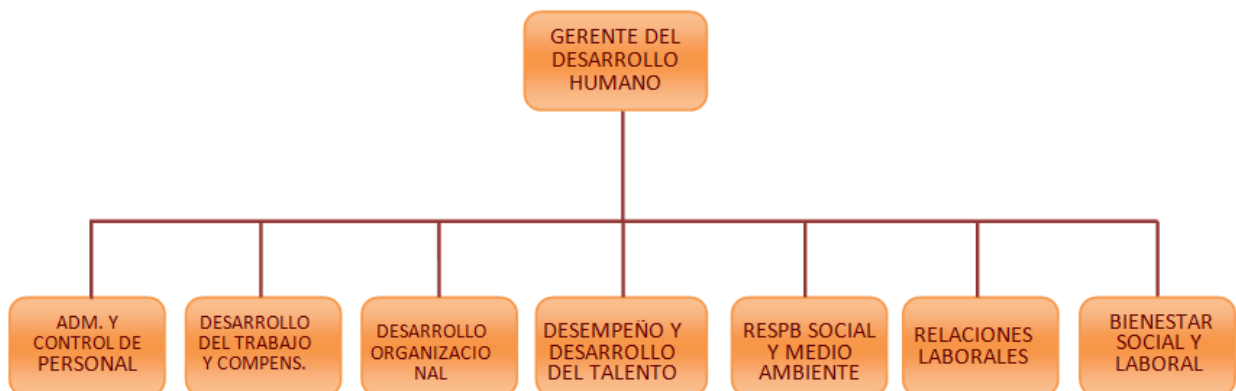 GERENTE DEL
DESARROLLO
HUMANO
ADM. Y
CONTROL DE
PERSONAL
DESARROLLO
DEL TRABAJO
Y COMPENS.
DESARROLLO
ORGANIZACIO
NAL
DESEMPEÑO Y
DESARROLLO
DEL TALENTO
RESPB SOCIAL
Y MEDIO
AMBIENTE
RELACIONES
LABORALES
BIENESTAR
SOCIAL Y
LABORAL